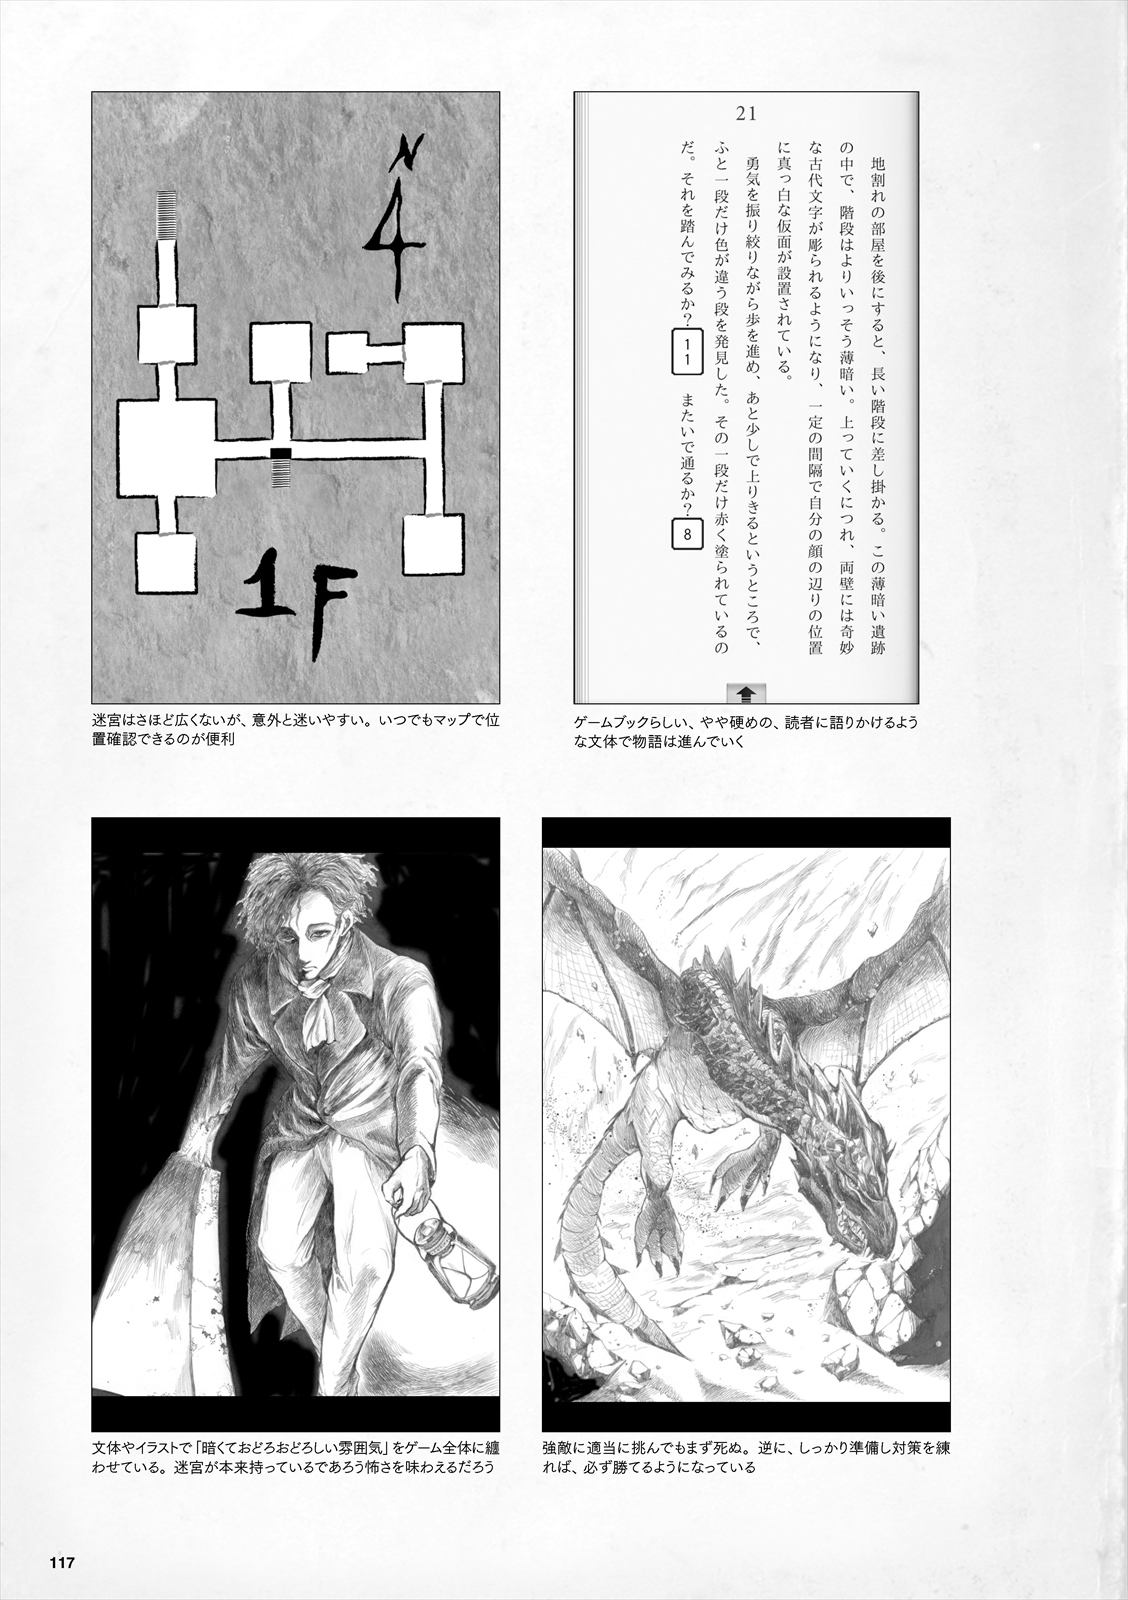 21
地割れの部屋を後にすると、長い階段に差し掛かる。この薄暗い遺跡
の中で、階段はよりいっそう薄暗い。上っていくにつれ、両壁には奇妙
な古代文字が彫られるようになり、一定の間隔で自分の顔の辺りの位置
に真っ白な仮面が設置されている。
勇気を振り絞りながら歩を進め、あと少しで上りきるというところで、
ふと一段だけ色が違う段を発見した。その一段だけ赤く塗られているの
だ。それを踏んでみるか？ 11 またいで通るか？ 8
ゲームブックらしい、やや硬めの、読者に語りかけるよう
な文体で物語は進んでいく
N
1F
迷宮はさほど広くないが、意外と迷いやすい。いつでもマップで位
置確認できるのが便利
強敵に適当に挑んでもまず死ぬ。逆に、しっかり準備し対策を練
れば、必ず勝てるようになっている
文体やイラストで「暗くておどろおどろしい雰囲気」をゲーム全体に纏
わせている。迷宮が本来持っているであろう怖さを味わえるだろう
117